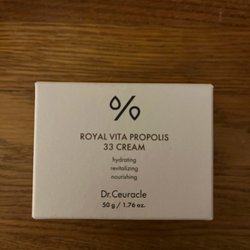 ROYAL VITA PROPOLIS
33 CREAM
hydrating
revitalizing
nourishing
Dr.Ceuracle
50 g / 1.76 oz.